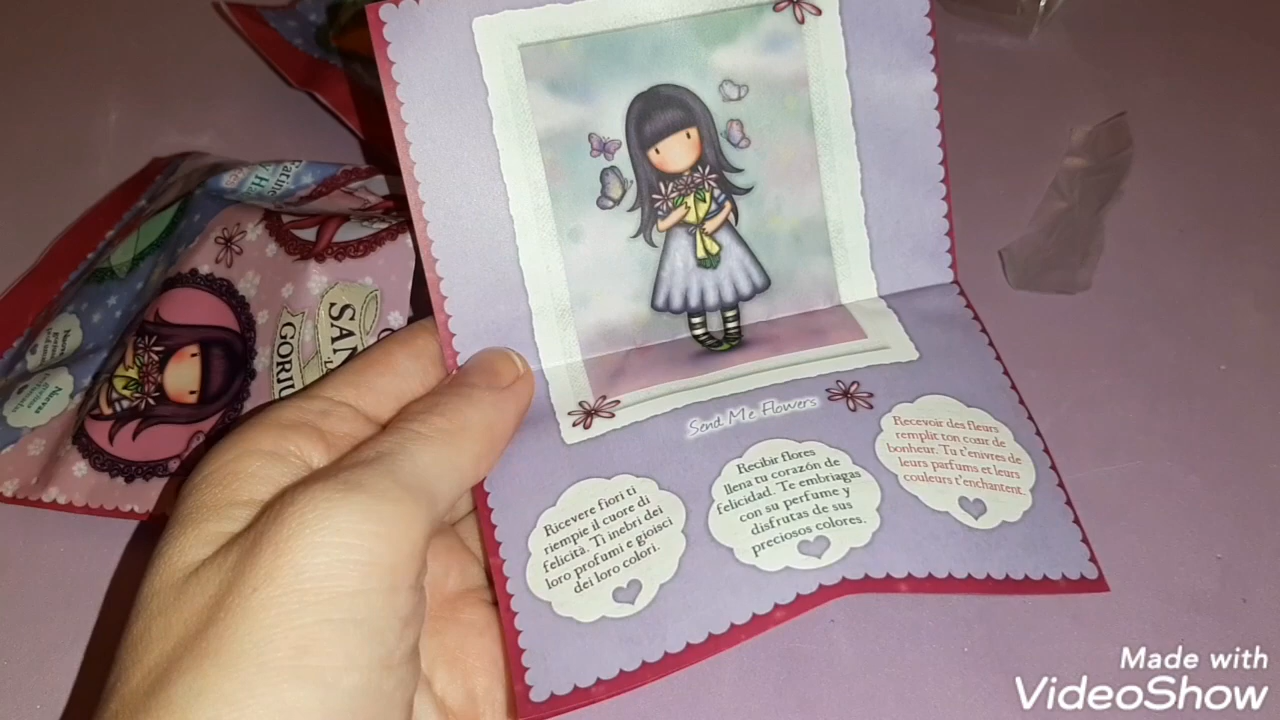 SAN
GORJU
Send Me Flowers
Ricevere fiori ti
riempie il cuore di
felicità. Ti inebri dei
loro profumi e gioisci
dei loro colori.
Recibir flores
llena tu corazón de
felicidad. Te embriagas
con su perfume y
disfrutas de sus
preciosos colores.
Recevoir des fleurs
remplit ton cœur de
bonheur. Tu t'enivres de
leurs parfums et leurs
couleurs t'enchantent.
Made with
VideoShow